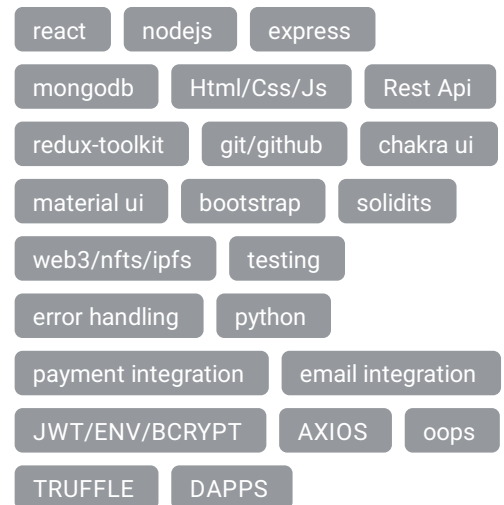 react nodejs express
mongodb Html/Css/Js Rest Api
redux-toolkit git/github chakra ui
material ui bootstrap solidits
web3/nfts/ipfs testing
error handling python
payment integration email integration
JWT/ENV/BCRYPT AXIOS oops
TRUFFLE DAPPS